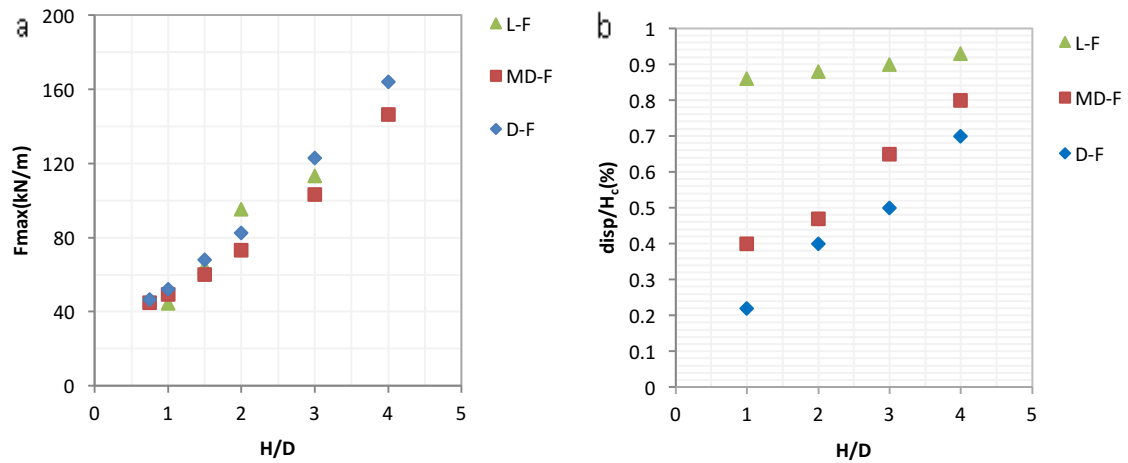 a
200
160
120
80
40
0
0 1 2 3 4 5
Fmax(kN/m)
H/D
L-F
MD-F
D-F
b
1
0.9
0.8
0.7
0.6
0.5
0.4
0.3
0.2
0.1
0
0 1 2 3 4 5
disp/Hc(%)
H/D
L-F
MD-F
D-F